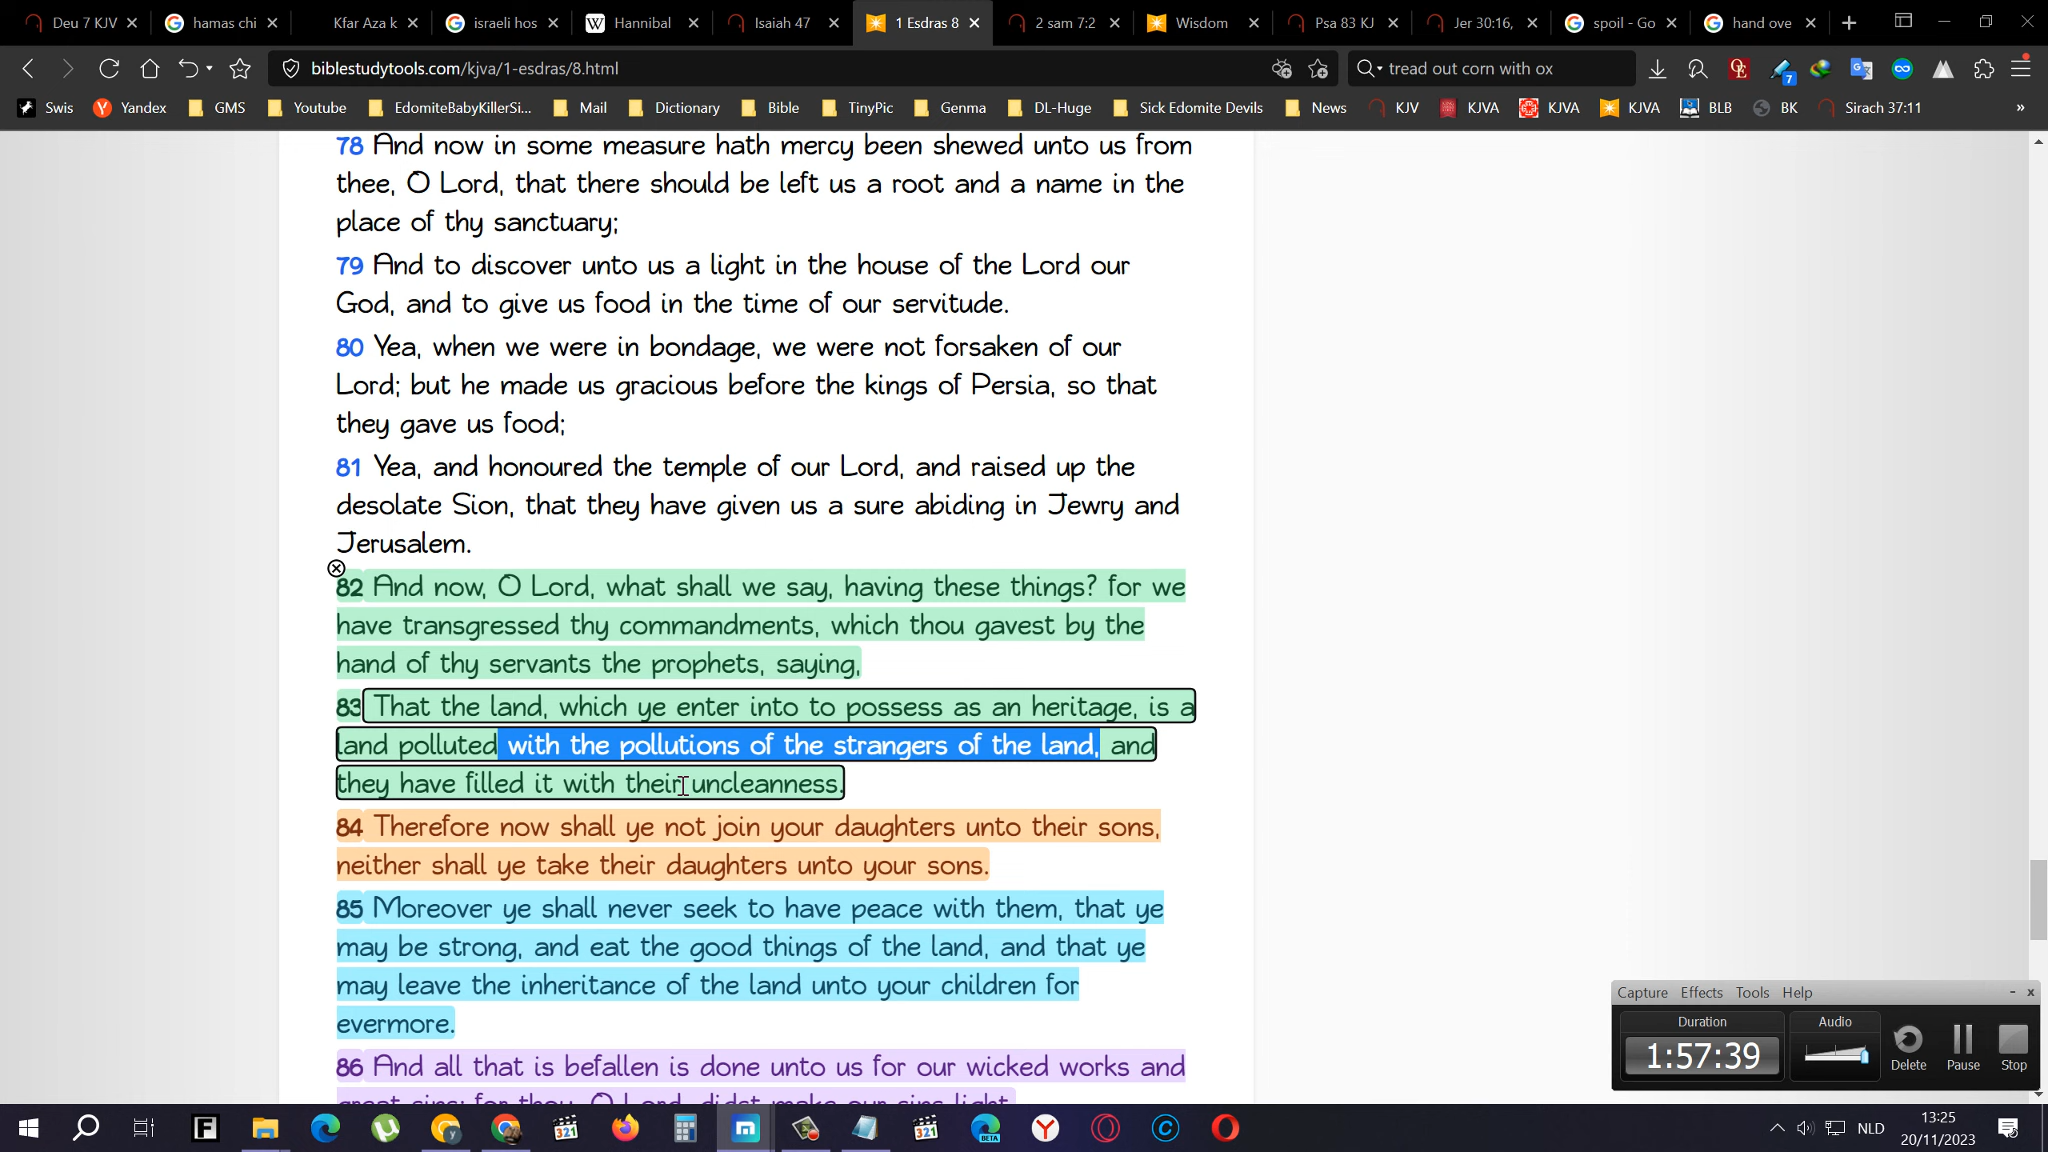 Deu 7 KJV
hamas chi
Kfar Aza k
israeli hos
Hannibal
Isaiah 47
1 Esdras 8
2 sam 7:2
Wisdom
Psa 83 KJ
Jer 30:16,
spoil - Go
hand ove
biblestudytools.com/kjva/1-esdras/8.html
tread out corn with ox
Swis
Yandex
GMS
Youtube
EdomiteBabyKillerSi...
Mail
Dictionary
Bible
TinyPic
Genma
DL-Huge
Sick Edomite Devils
News
KJV
KJVA
KJVA
KJVA
BLB
BK
Sirach 37:11
78 And now in some measure hath mercy been shewed unto us from
thee, O Lord, that there should be left us a root and a name in the
place of thy sanctuary;
79 And to discover unto us a light in the house of the Lord our
God, and to give us food in the time of our servitude.
80 Yea, when we were in bondage, we were not forsaken of our
Lord; but he made us gracious before the kings of Persia, so that
they gave us food;
81 Yea, and honoured the temple of our Lord, and raised up the
desolate Sion, that they have given us a sure abiding in Jewry and
Jerusalem.
82 And now, O Lord, what shall we say, having these things? for we
have transgressed thy commandments, which thou gavest by the
hand of thy servants the prophets, saying,
83 That the land, which ye enter into to possess as an heritage, is a
land polluted with the pollutions of the strangers of the land, and
they have filled it with their uncleanness.
84 Therefore now shall ye not join your daughters unto their sons,
neither shall ye take their daughters unto your sons.
85 Moreover ye shall never seek to have peace with them, that ye
may be strong, and eat the good things of the land, and that ye
may leave the inheritance of the land unto your children for
evermore.
86 And all that is befallen is done unto us for our wicked works and
great sins: for thou, O Lord, didst make our sins light,
Capture Effects Tools Help
Duration
Audio
1:57:39
Delete
Pause
Stop
NLD
13:25
20/11/2023